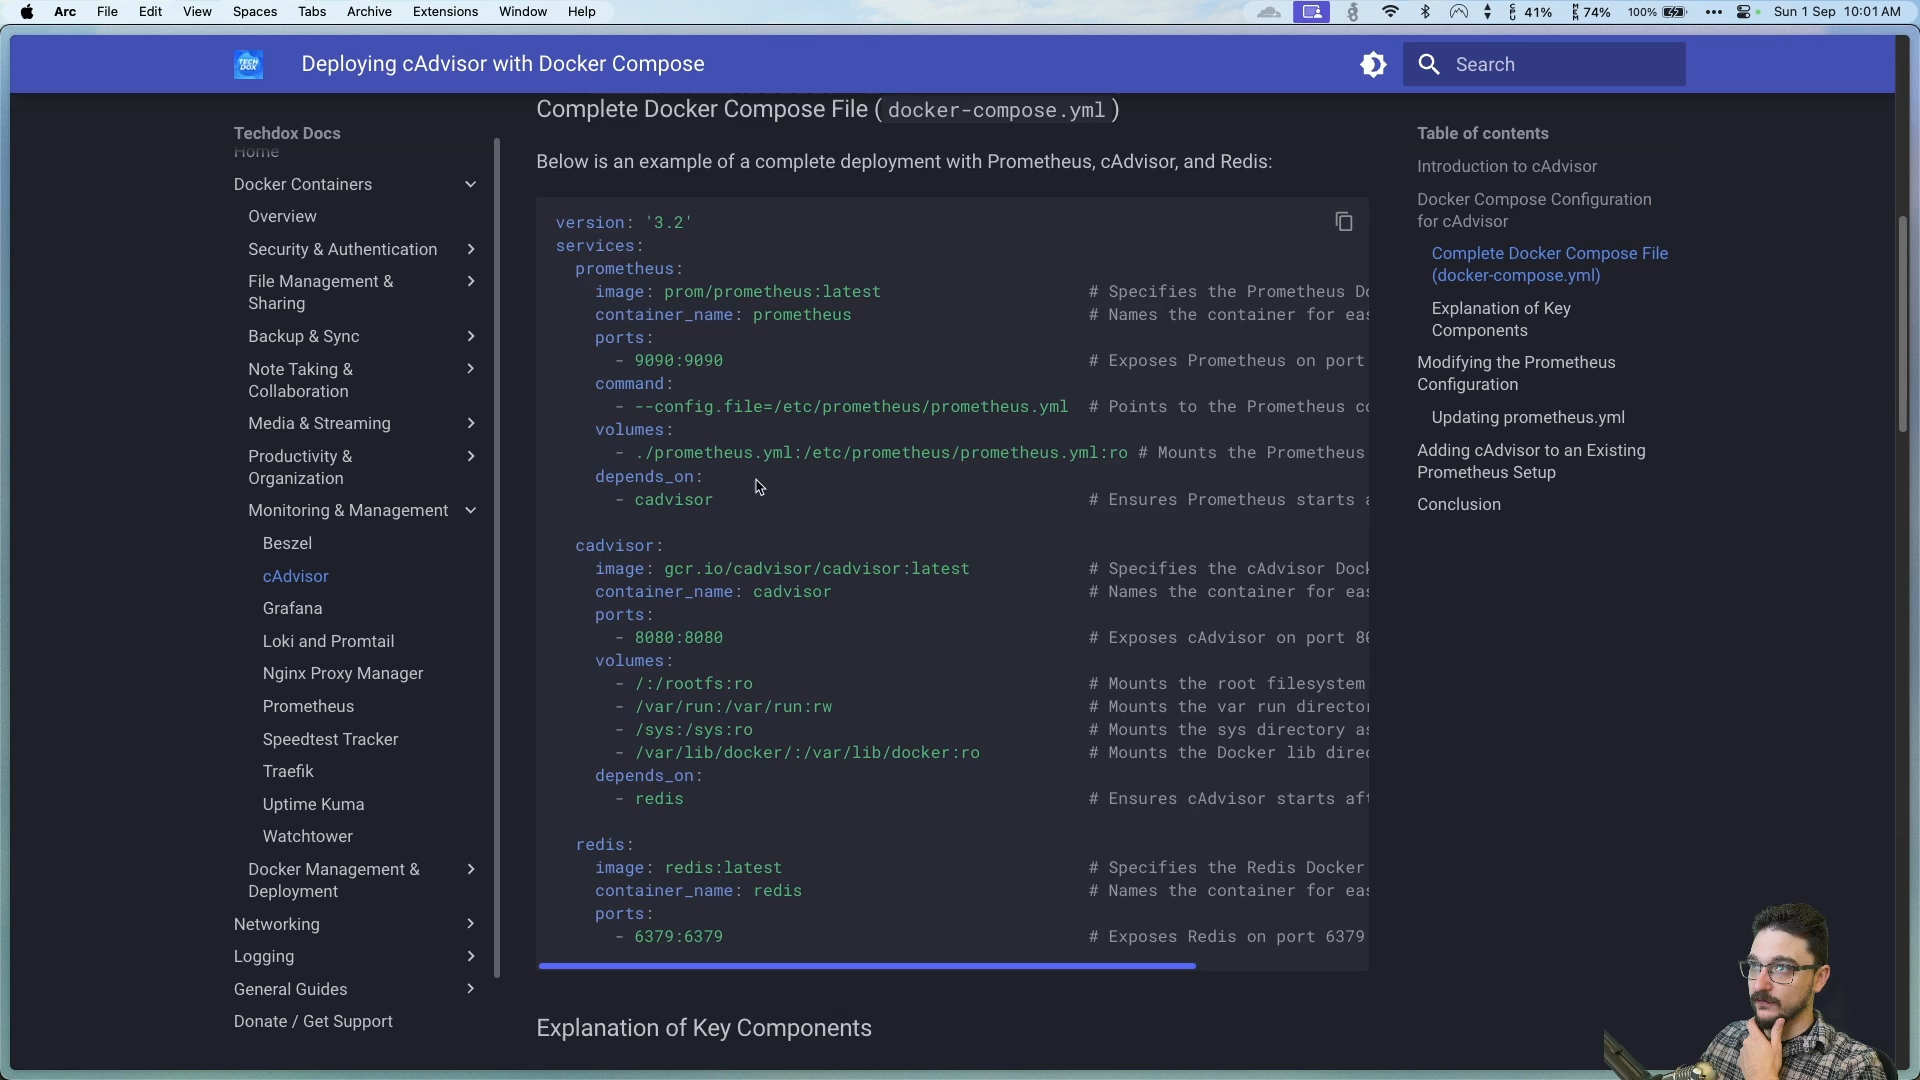 Arc File Edit View Spaces Tabs Archive Extensions Window Help 41% 74% 100% Sun 1 Sep 10:01 AM
TECH DOX
Deploying cAdvisor with Docker Compose
Search
Techdox Docs
Home
Docker Containers
Overview
Security & Authentication
File Management &
Sharing
Backup & Sync
Note Taking &
Collaboration
Media & Streaming
Productivity &
Organization
Monitoring & Management
Beszel
cAdvisor
Grafana
Loki and Promtail
Nginx Proxy Manager
Prometheus
Speedtest Tracker
Traefik
Uptime Kuma
Watchtower
Docker Management &
Deployment
Networking
Logging
General Guides
Donate / Get Support
Complete Docker Compose File (docker-compose.yml)
Below is an example of a complete deployment with Prometheus, cAdvisor, and Redis:
version: '3.2'
services:
  prometheus:
    image: prom/prometheus:latest # Specifies the Prometheus Do
    container_name: prometheus # Names the container for eas
    ports:
      - 9090:9090 # Exposes Prometheus on port
    command:
      - --config.file=/etc/prometheus/prometheus.yml # Points to the Prometheus co
    volumes:
      - ./prometheus.yml:/etc/prometheus/prometheus.yml:ro # Mounts the Prometheus
    depends_on:
      - cadvisor # Ensures Prometheus starts a
  cadvisor:
    image: gcr.io/cadvisor/cadvisor:latest # Specifies the cAdvisor Dock
    container_name: cadvisor # Names the container for eas
    ports:
      - 8080:8080 # Exposes cAdvisor on port 80
    volumes:
      - /:/rootfs:ro # Mounts the root filesystem
      - /var/run:/var/run:rw # Mounts the var run director
      - /sys:/sys:ro # Mounts the sys directory as
      - /var/lib/docker/:/var/lib/docker:ro # Mounts the Docker lib direc
    depends_on:
      - redis # Ensures cAdvisor starts aft
  redis:
    image: redis:latest # Specifies the Redis Docker
    container_name: redis # Names the container for eas
    ports:
      - 6379:6379 # Exposes Redis on port 6379
Explanation of Key Components
Table of contents
Introduction to cAdvisor
Docker Compose Configuration
for cAdvisor
Complete Docker Compose File
(docker-compose.yml)
Explanation of Key
Components
Modifying the Prometheus
Configuration
Updating prometheus.yml
Adding cAdvisor to an Existing
Prometheus Setup
Conclusion